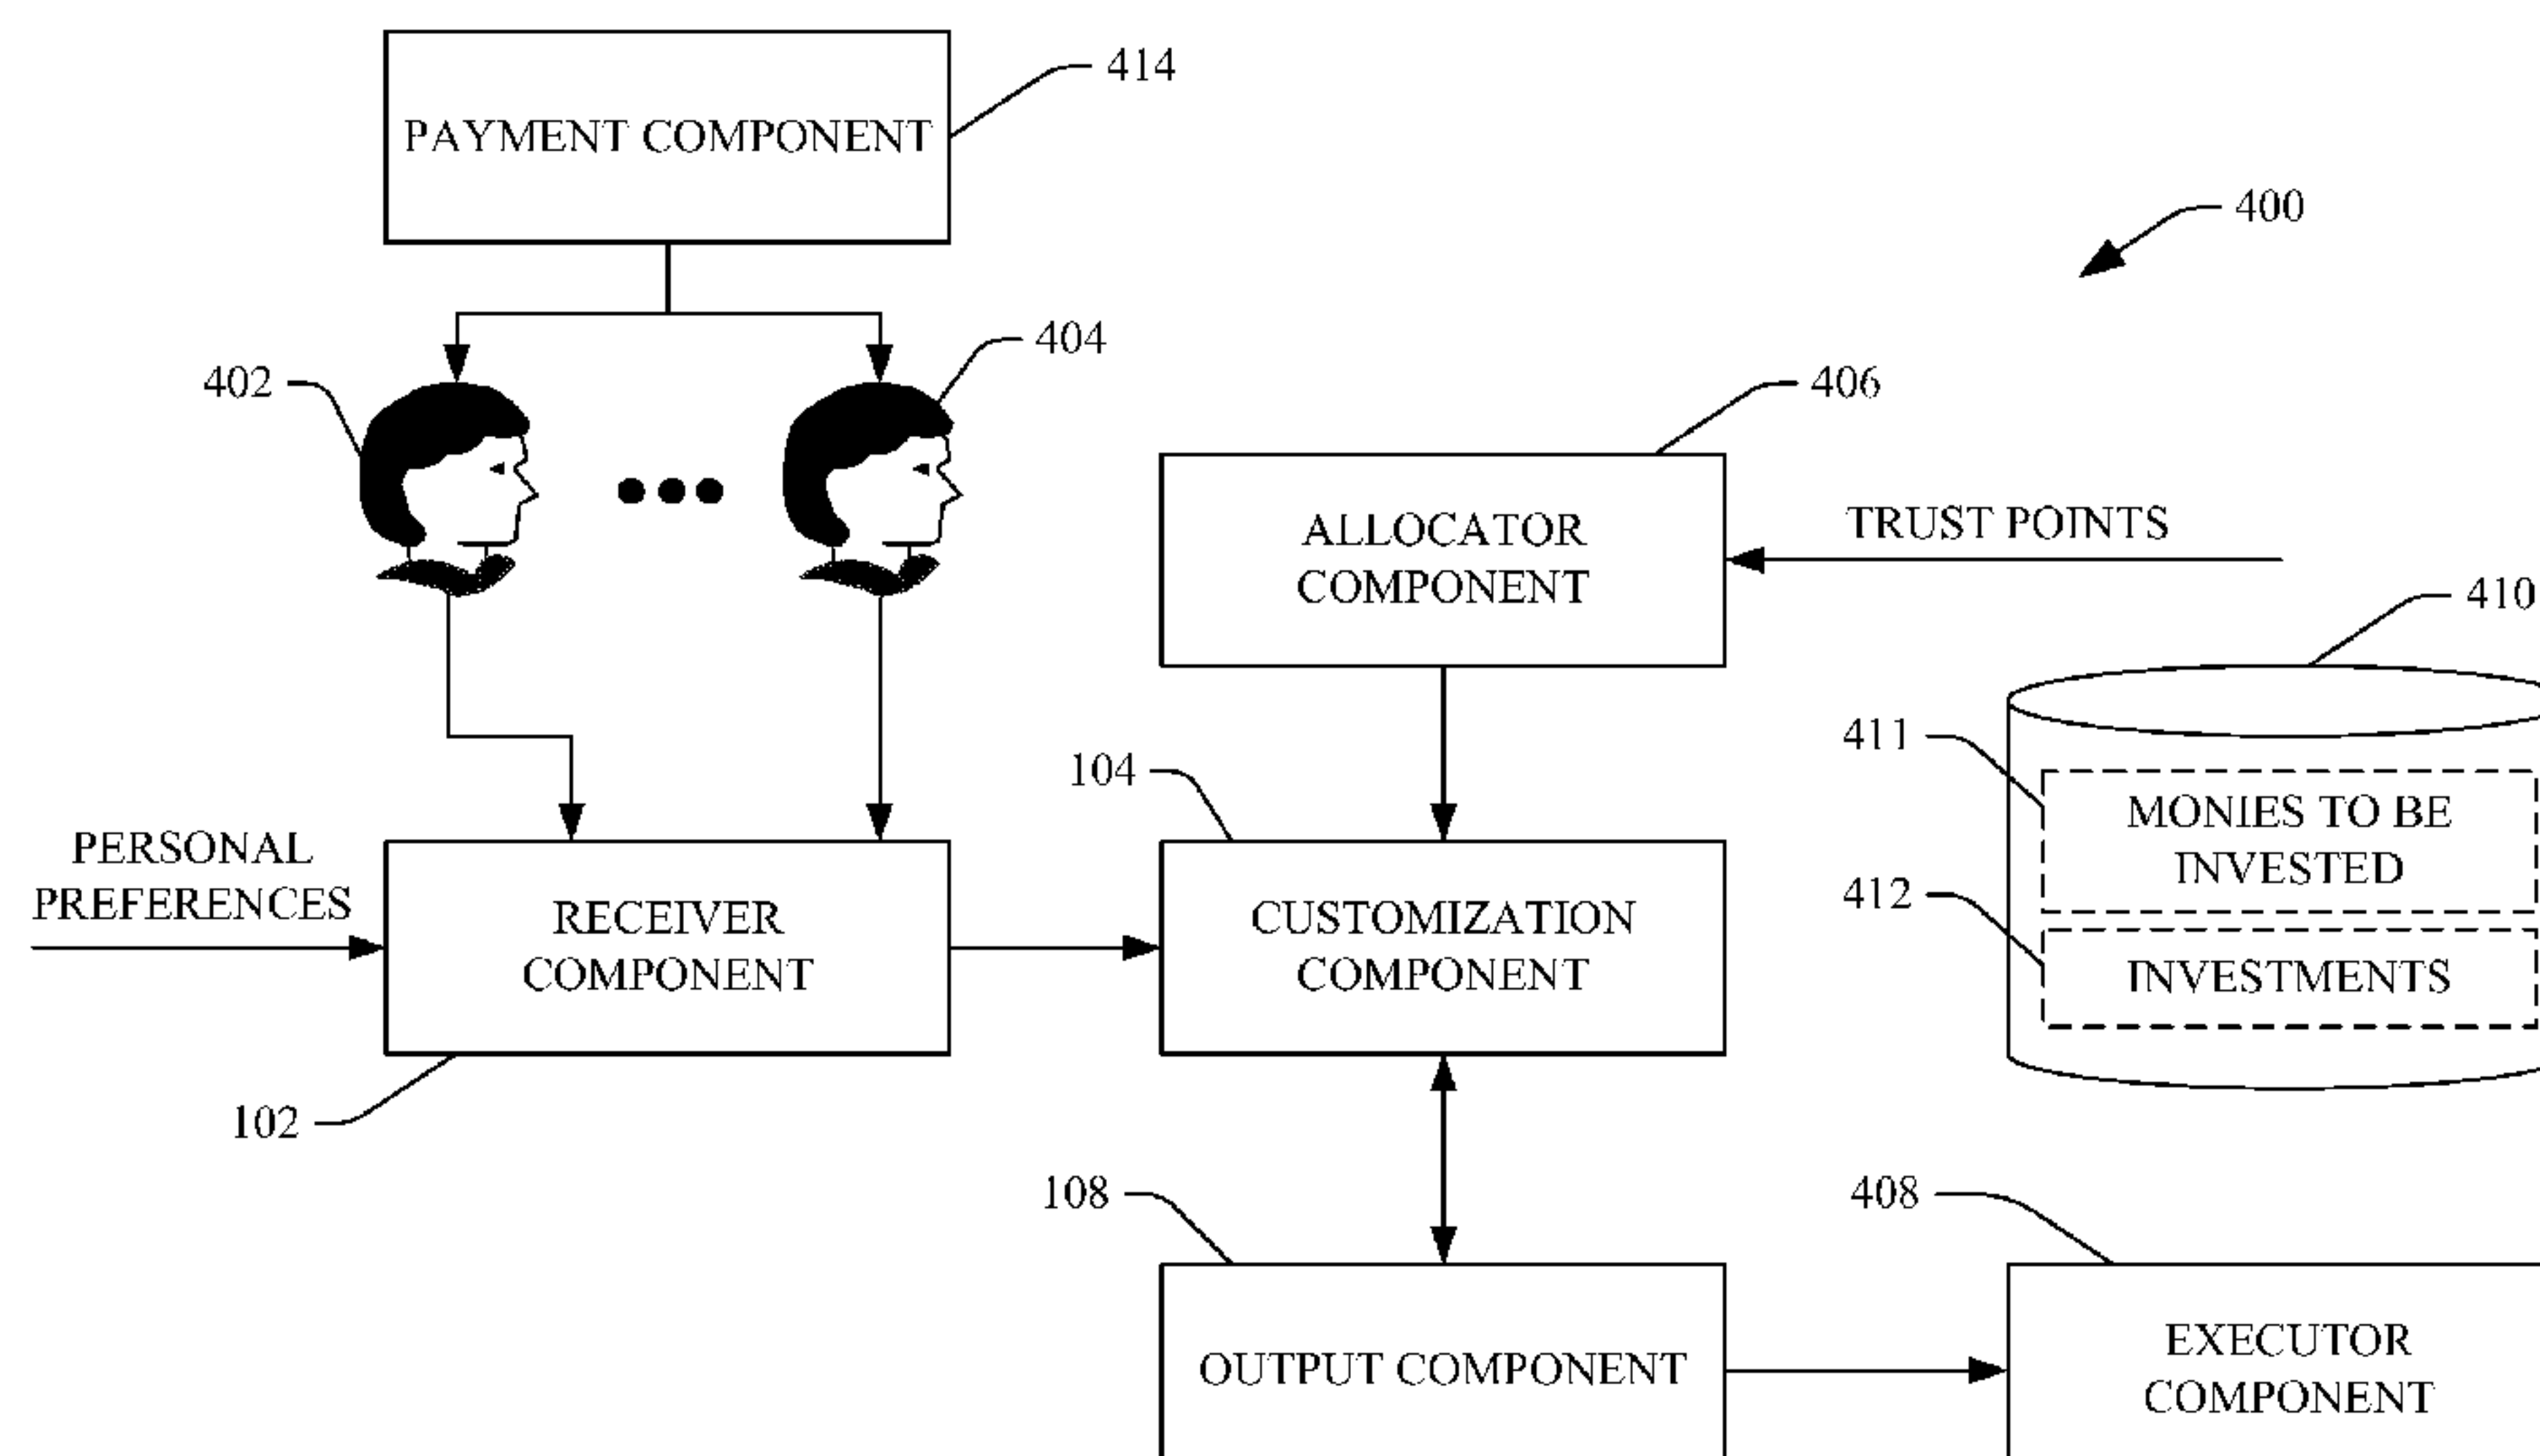 414
PAYMENT COMPONENT
400
404
402
406
ALLOCATOR
COMPONENT
TRUST POINTS
410
411
104
MONIES TO BE
INVESTED
PERSONAL
PREFERENCES
412
RECEIVER
COMPONENT
CUSTOMIZATION
COMPONENT
INVESTMENTS
102
108
408
OUTPUT COMPONENT
EXECUTOR
COMPONENT